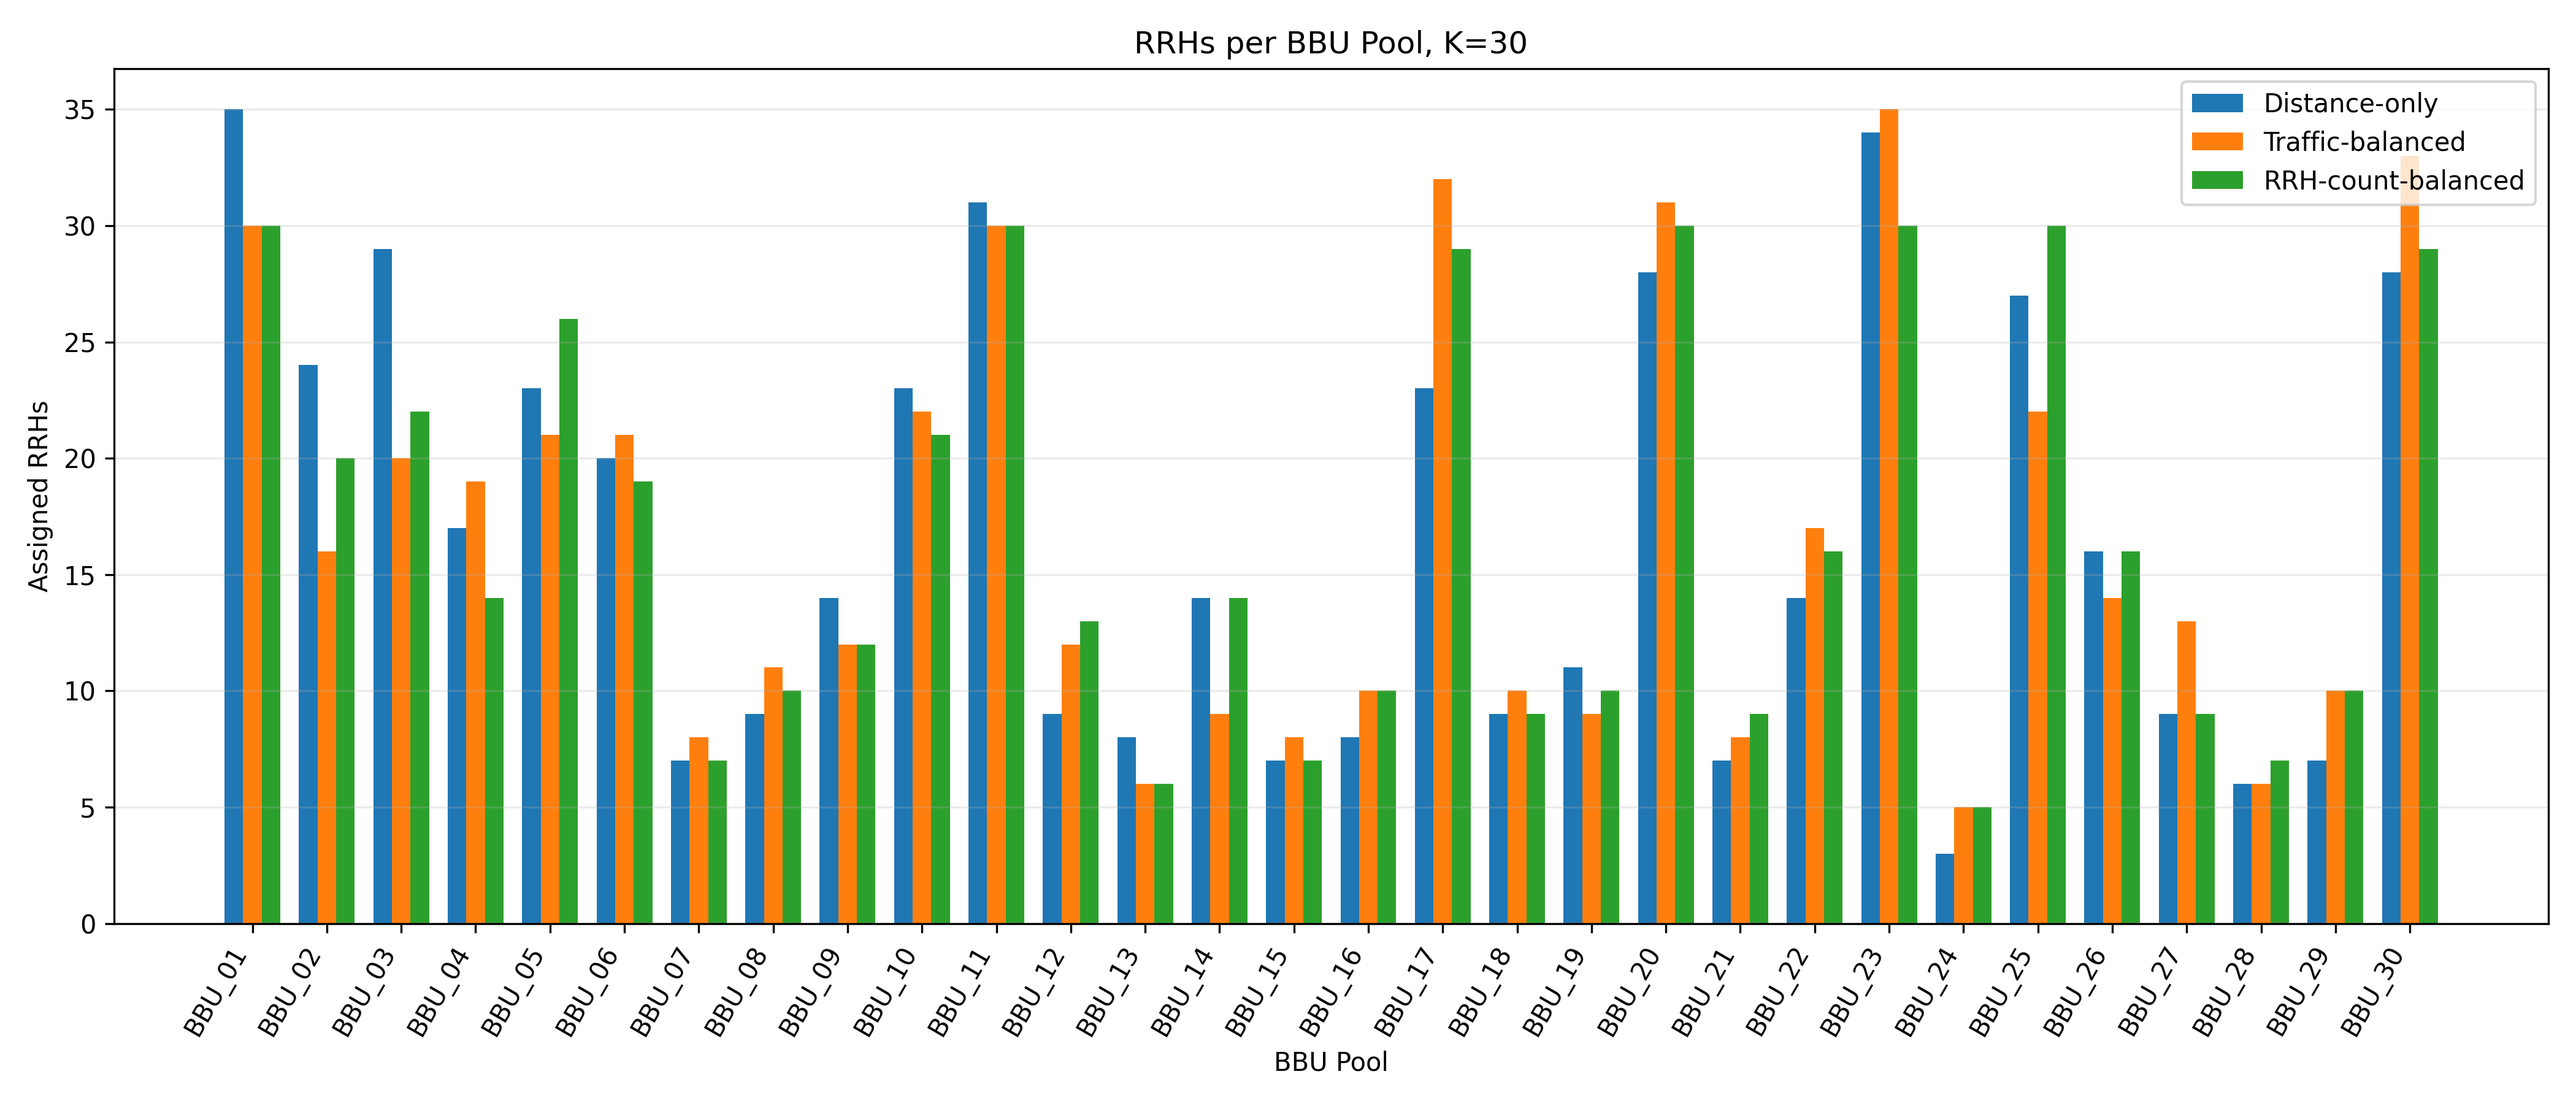 RRHs per BBU Pool, K=30
Distance-only
Traffic-balanced
RRH-count-balanced
Assigned RRHs
35
30
25
20
15
10
5
0
BBU_01
BBU_02
BBU_03
BBU_04
BBU_05
BBU_06
BBU_07
BBU_08
BBU_09
BBU_10
BBU_11
BBU_12
BBU_13
BBU_14
BBU_15
BBU_16
BBU_17
BBU_18
BBU_19
BBU_20
BBU_21
BBU_22
BBU_23
BBU_24
BBU_25
BBU_26
BBU_27
BBU_28
BBU_29
BBU_30
BBU Pool